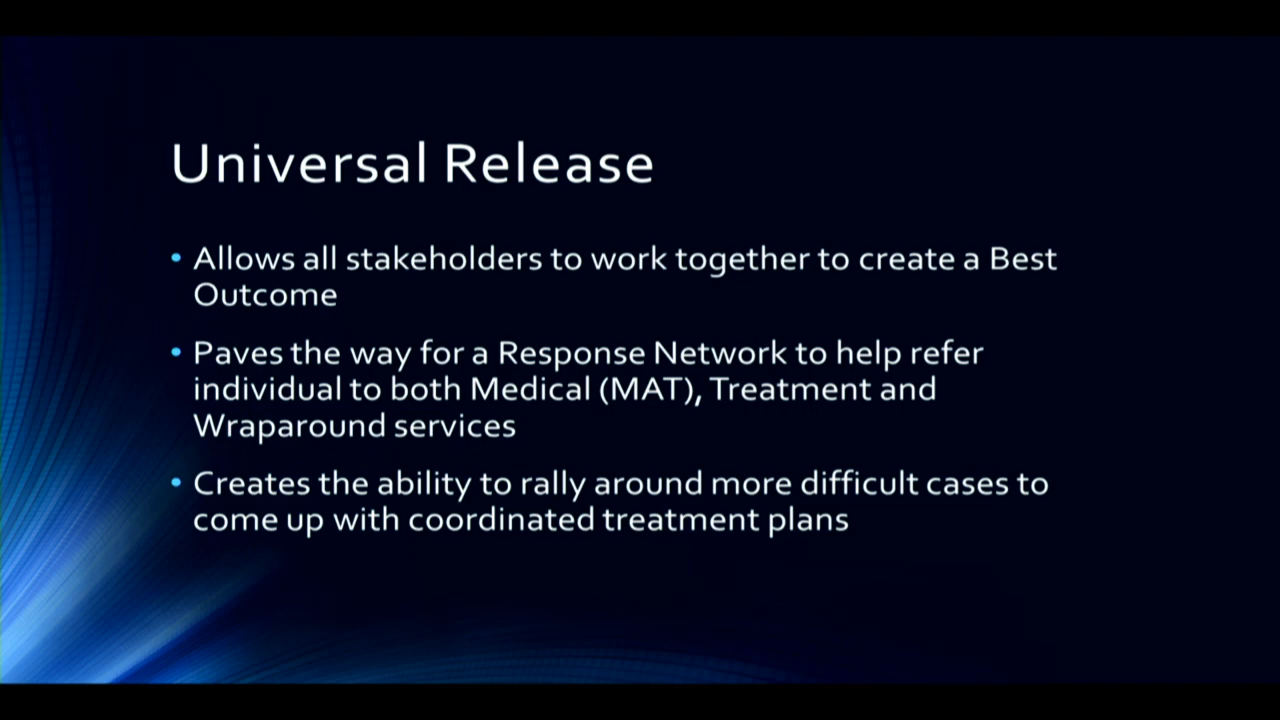 Universal Release
• Allows all stakeholders to work together to create a Best
Outcome
• Paves the way for a Response Network to help refer
individual to both Medical (MAT), Treatment and
Wraparound services
• Creates the ability to rally around more difficult cases to
come up with coordinated treatment plans